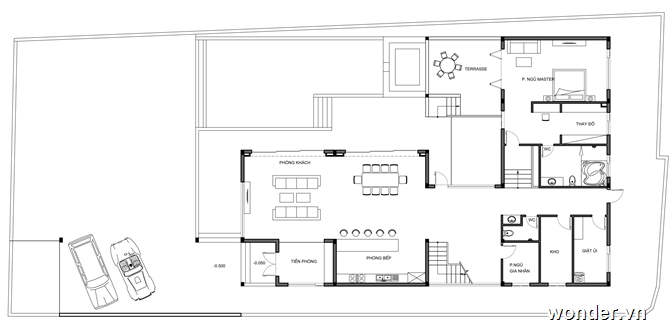 TERRASSE
P. NGỦ MASTER
THAY ĐỒ
WC
PHÒNG KHÁCH
WC
-0.500
-0.050
TIỀN PHÒNG
PHÒNG BẾP
P.NGỦ
GIA NHÂN
KHO
GIẶT ỦI
wonder.vn